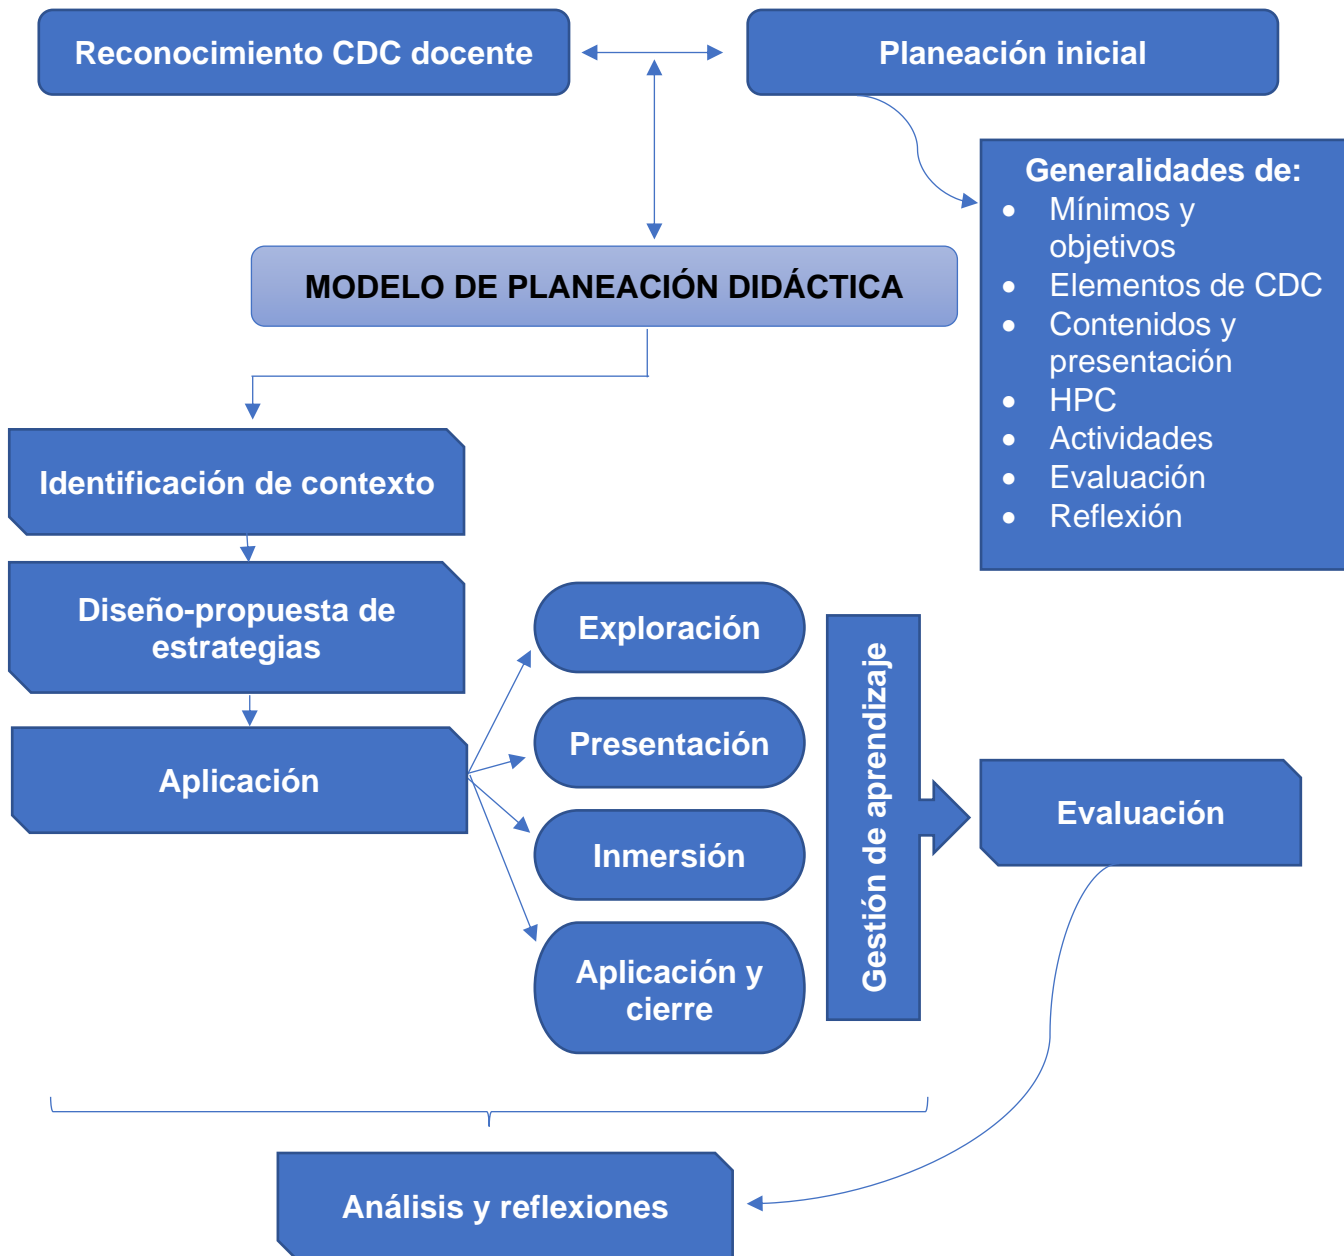 Reconocimiento CDC docente
Planeación inicial
Generalidades de:
• Mínimos y
objetivos
• Elementos de CDC
• Contenidos y
presentación
• HPC
• Actividades
• Evaluación
• Reflexión
MODELO DE PLANEACIÓN DIDÁCTICA
Identificación de contexto
Diseño-propuesta de
estrategias
Aplicación
Exploración
Presentación
Inmersión
Aplicación y
cierre
Gestión de aprendizaje
Evaluación
Análisis y reflexiones